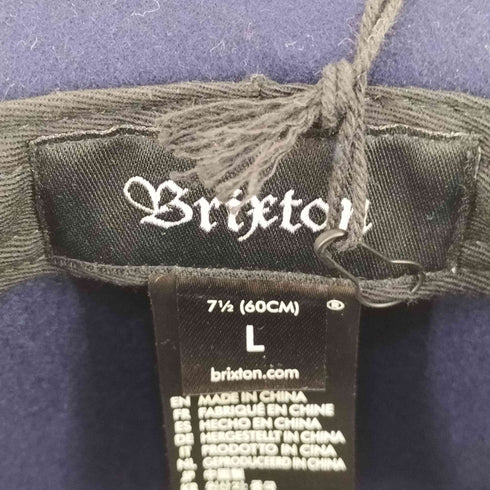 Brixton
7½ (60CM) ®
L
brixton.com
EN MADE IN CHINA
FR FABRIQUÉ EN CHINE
ES HECHO EN CHINA
DE HERGESTELLT IN CHINA
IT PRODOTTO IN CINA
NL GEPRODUCEERD IN CHINA